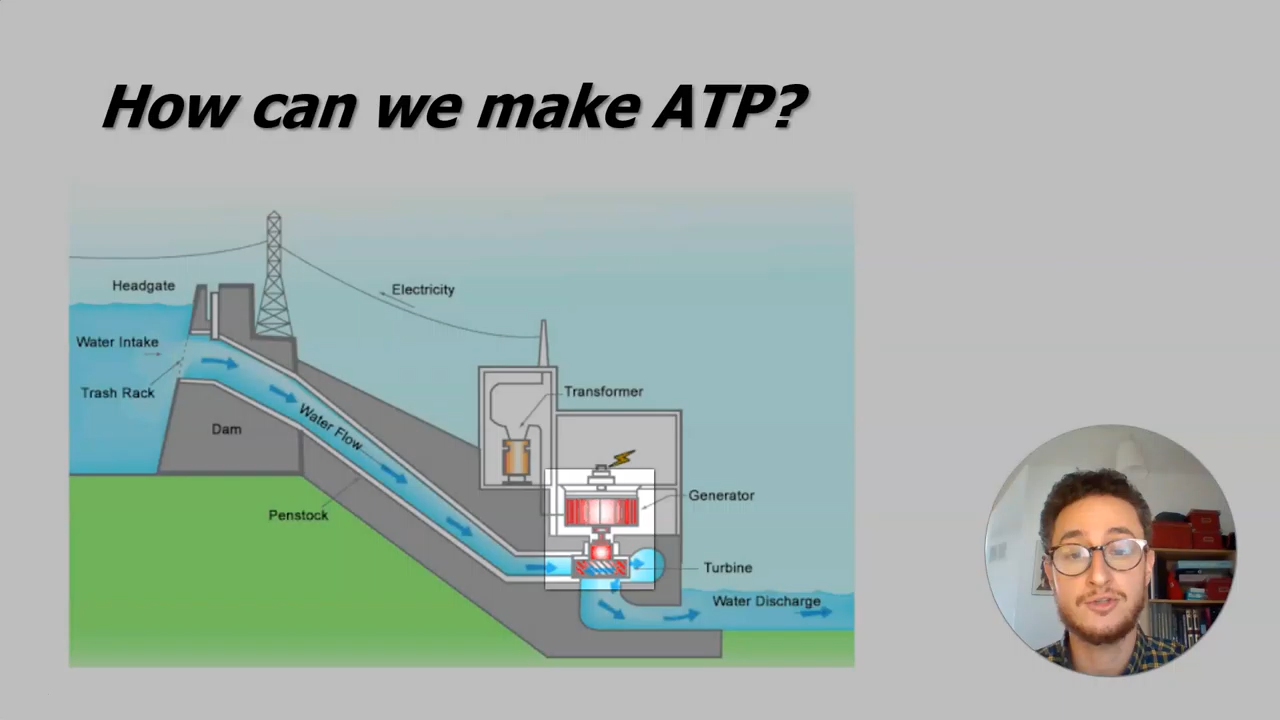 How can we make ATP?
Headgate
Electricity
Water Intake
Trash Rack
Transformer
Dam
Water Flow
Generator
Penstock
Turbine
Water Discharge